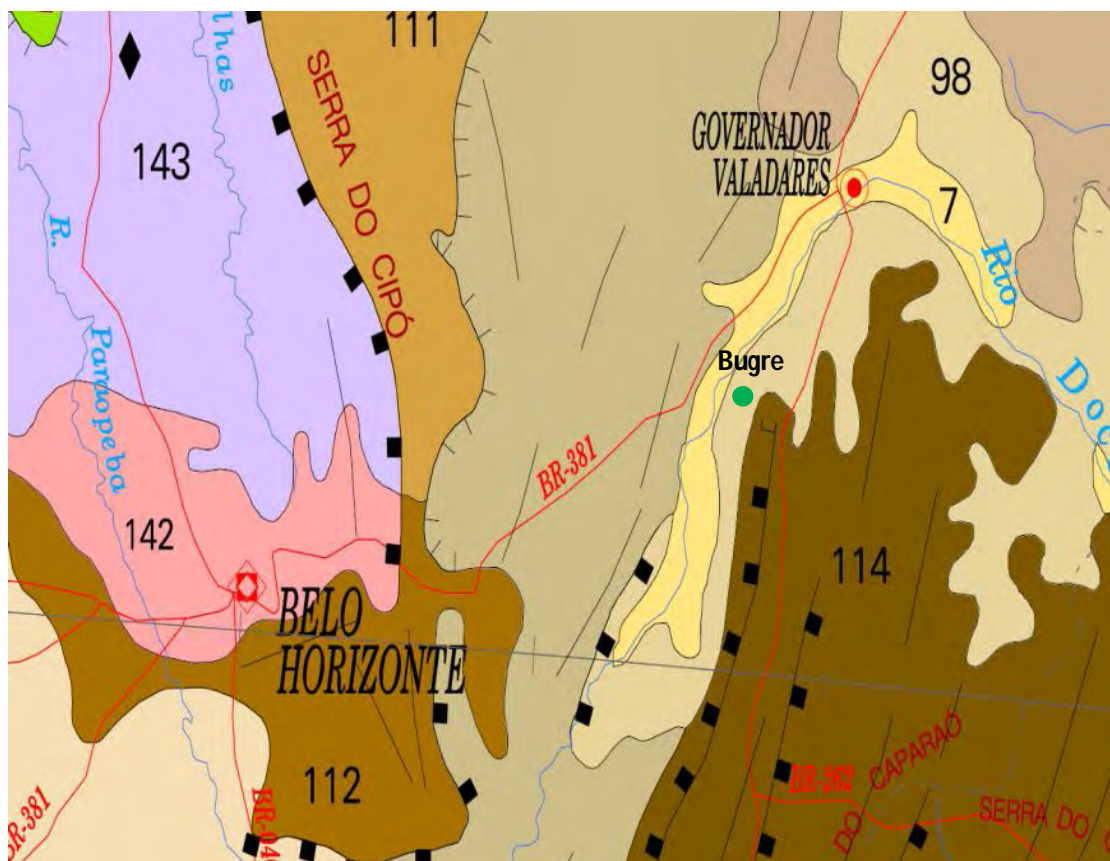 lhas
111
SERRA DO CIPÓ
98
GOVERNADOR
VALADARES
143
7
R.
Paraopeba
Rio
Bugre
BR-381
142
114
BELO
HORIZONTE
112
BR-381
BR-262
DO CAPARAÓ
SERRA DO